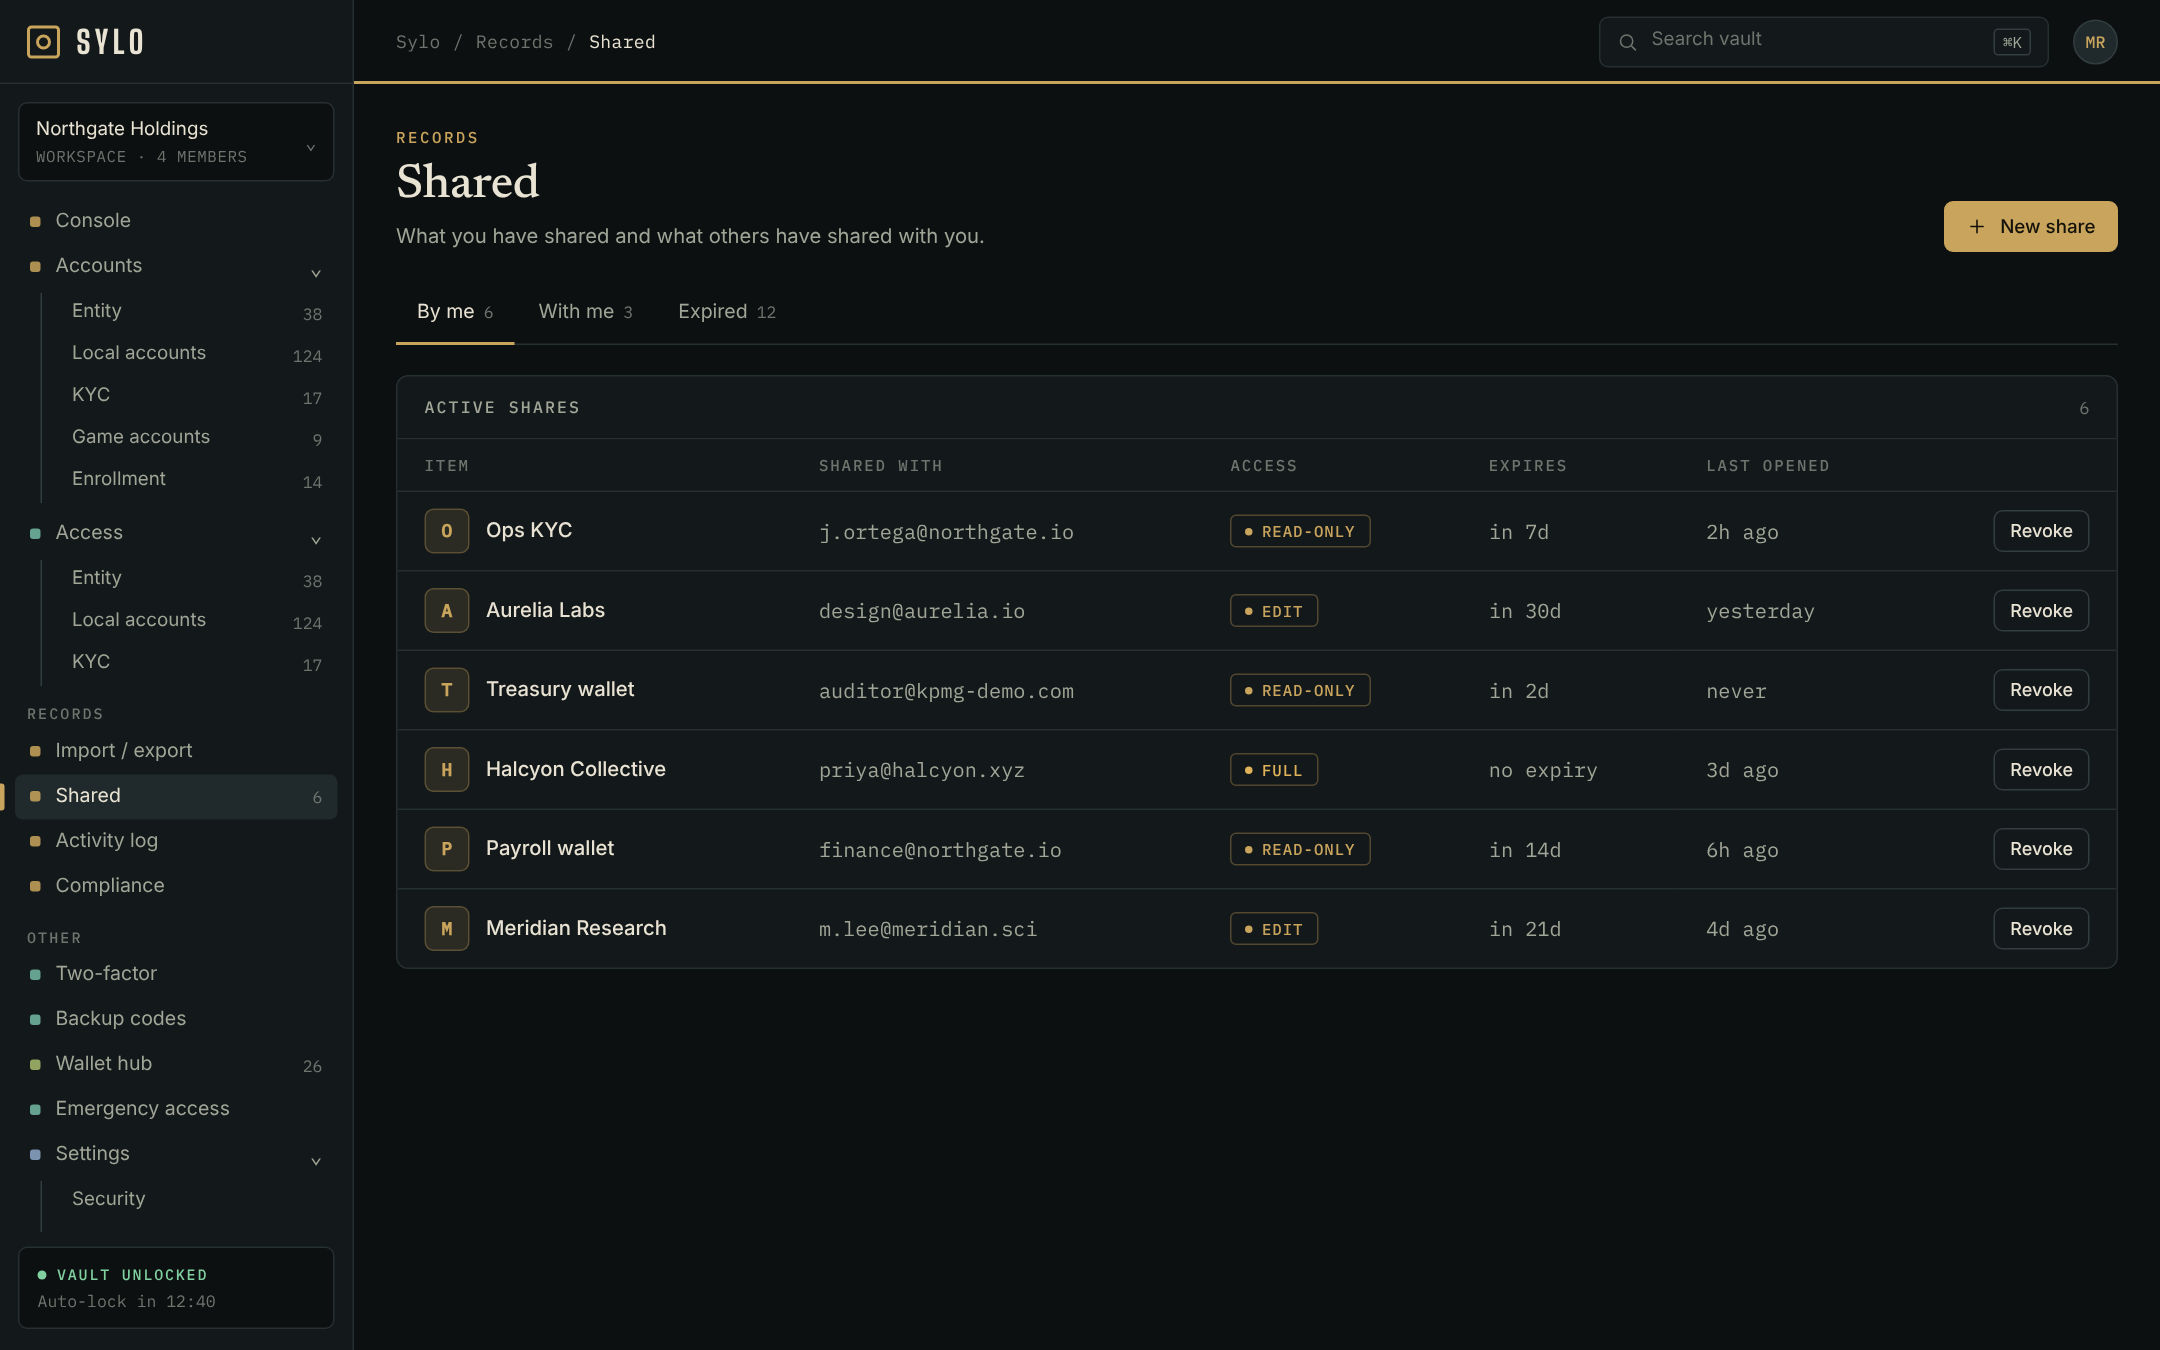 SYLO
Northgate Holdings
WORKSPACE · 4 MEMBERS
Console
Accounts
Entity 38
Local accounts 124
KYC 17
Game accounts 9
Enrollment 14
Access
Entity 38
Local accounts 124
KYC 17
RECORDS
Import / export
Shared 6
Activity log
Compliance
OTHER
Two-factor
Backup codes
Wallet hub 26
Emergency access
Settings
Security
VAULT UNLOCKED
Auto-lock in 12:40
Sylo / Records / Shared
Search vault ⌘K
MR
RECORDS
Shared
What you have shared and what others have shared with you.
+ New share
By me 6 With me 3 Expired 12
ACTIVE SHARES 6
ITEM SHARED WITH ACCESS EXPIRES LAST OPENED
O Ops KYC j.ortega@northgate.io READ-ONLY in 7d 2h ago Revoke
A Aurelia Labs design@aurelia.io EDIT in 30d yesterday Revoke
T Treasury wallet auditor@kpmg-demo.com READ-ONLY in 2d never Revoke
H Halcyon Collective priya@halcyon.xyz FULL no expiry 3d ago Revoke
P Payroll wallet finance@northgate.io READ-ONLY in 14d 6h ago Revoke
M Meridian Research m.lee@meridian.sci EDIT in 21d 4d ago Revoke